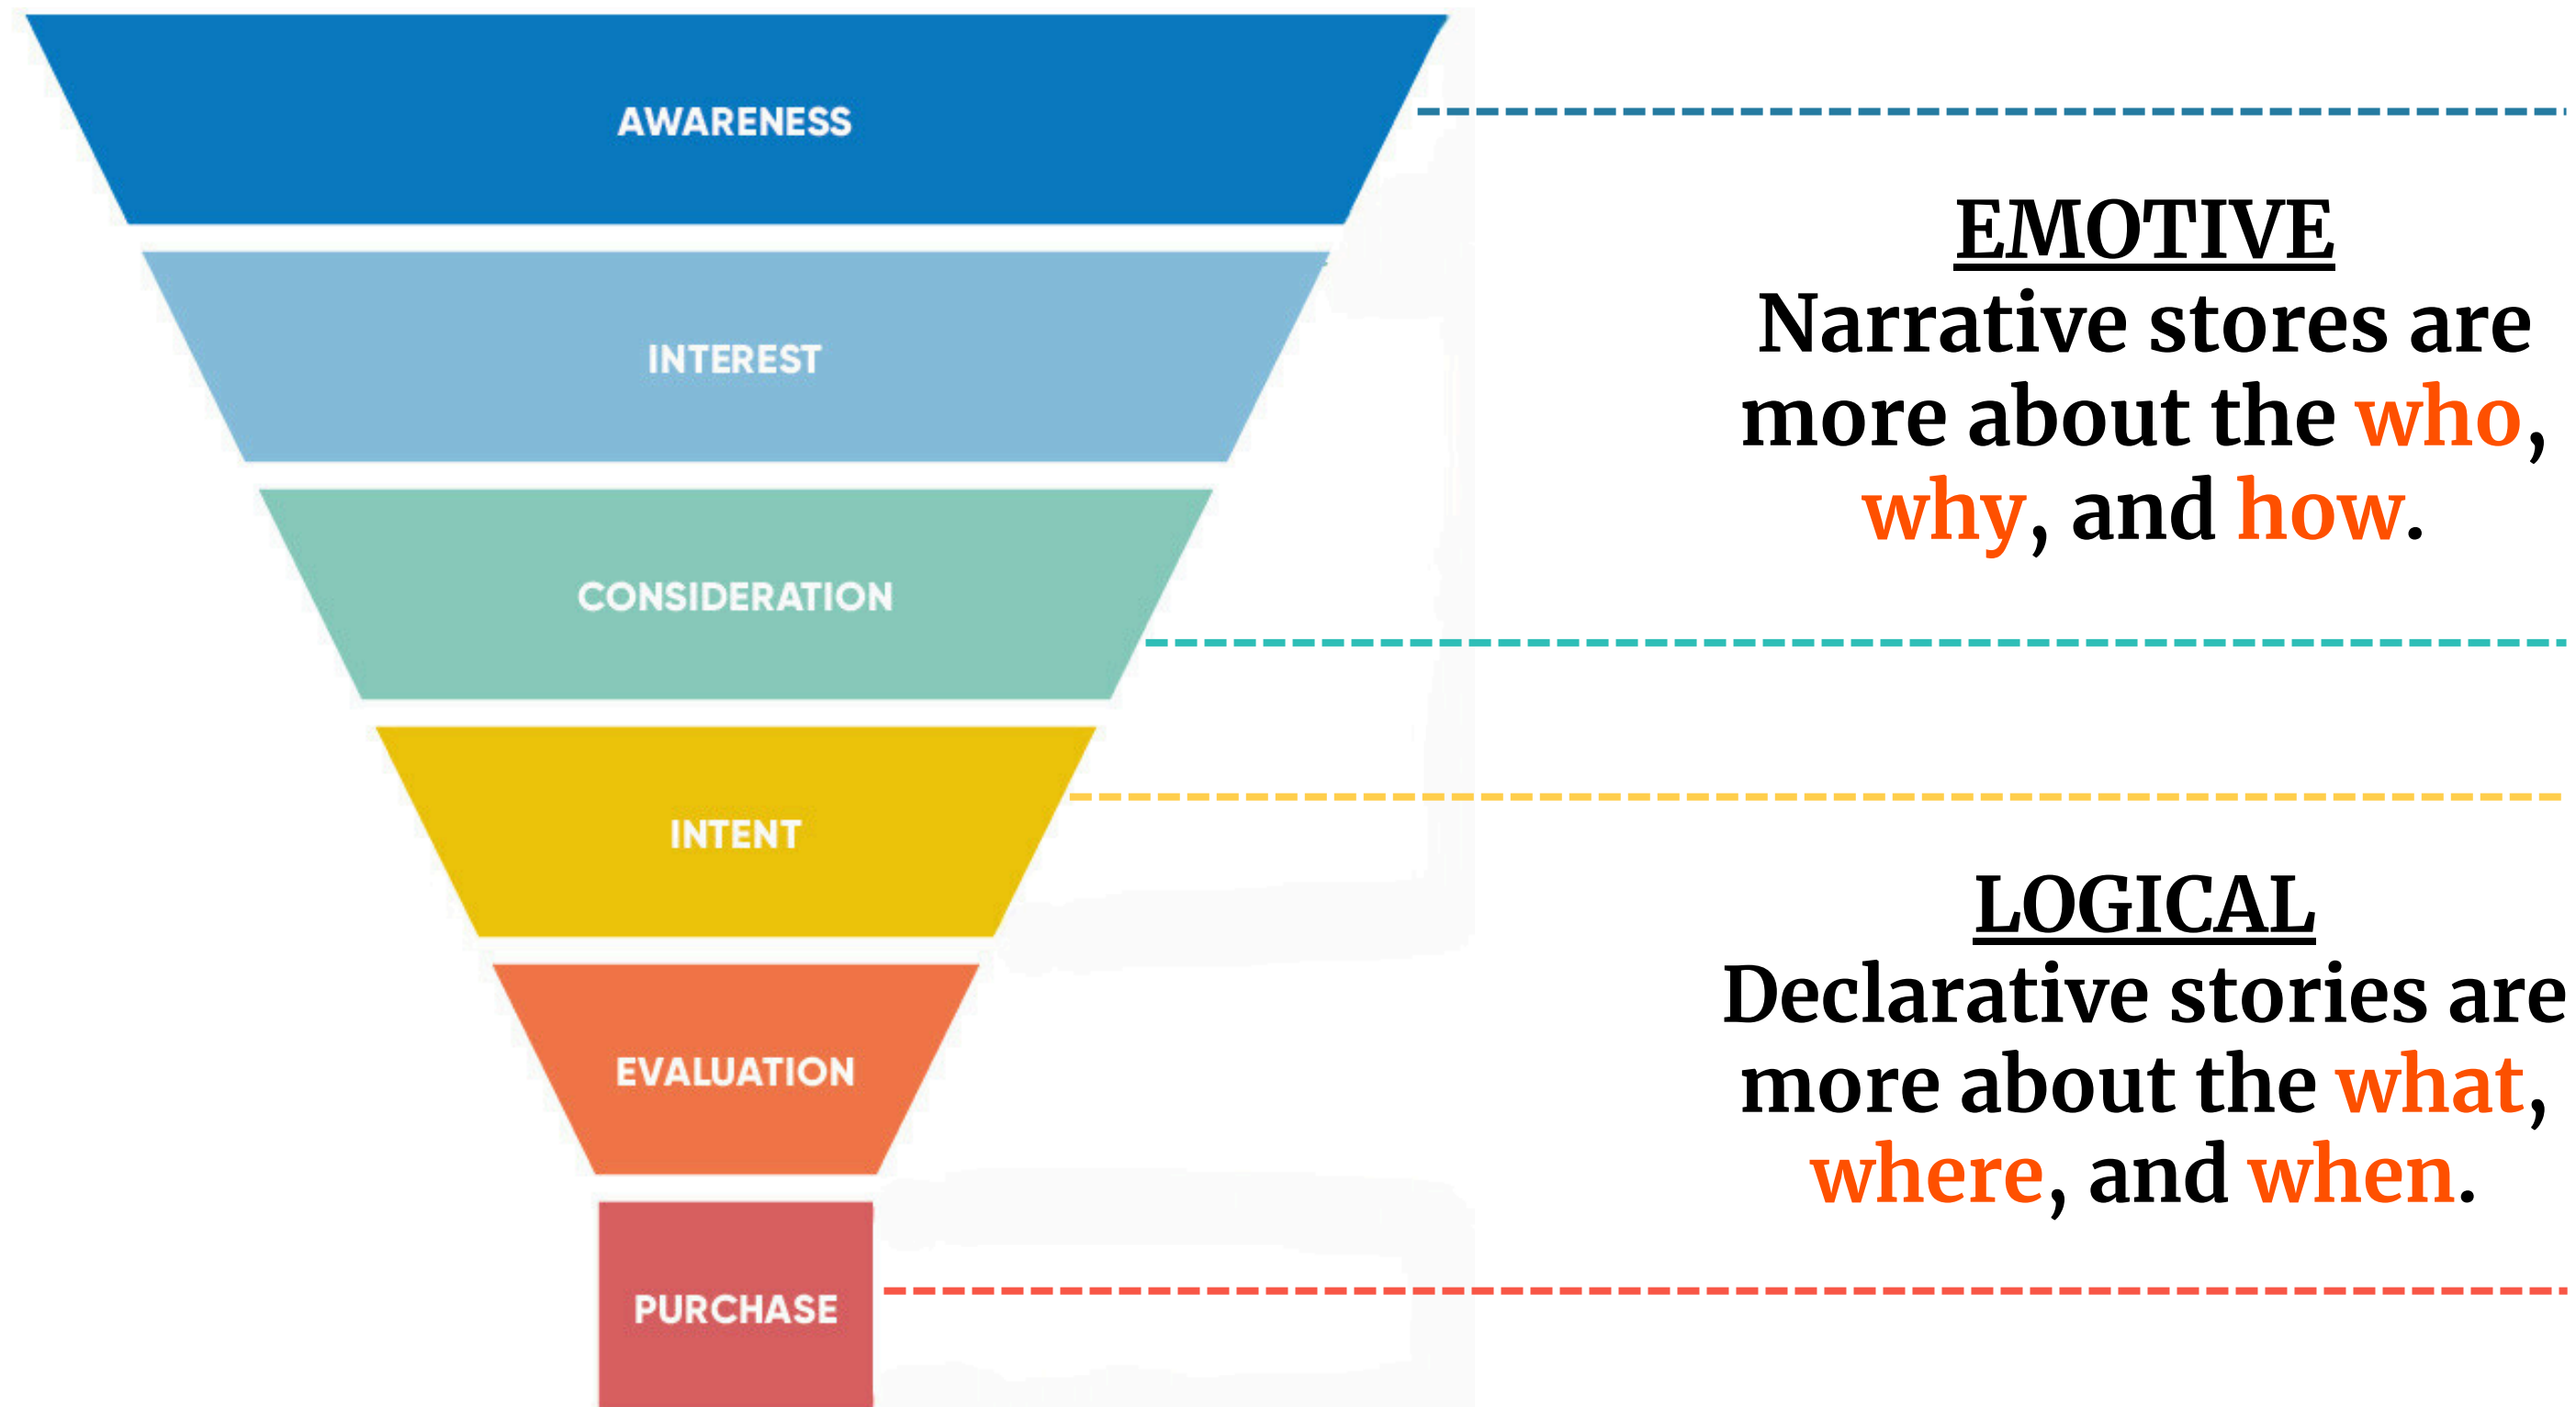 AWARENESS
INTEREST
CONSIDERATION
INTENT
EVALUATION
PURCHASE
EMOTIVE
Narrative stores are
more about the who,
why, and how.
LOGICAL
Declarative stories are
more about the what,
where, and when.